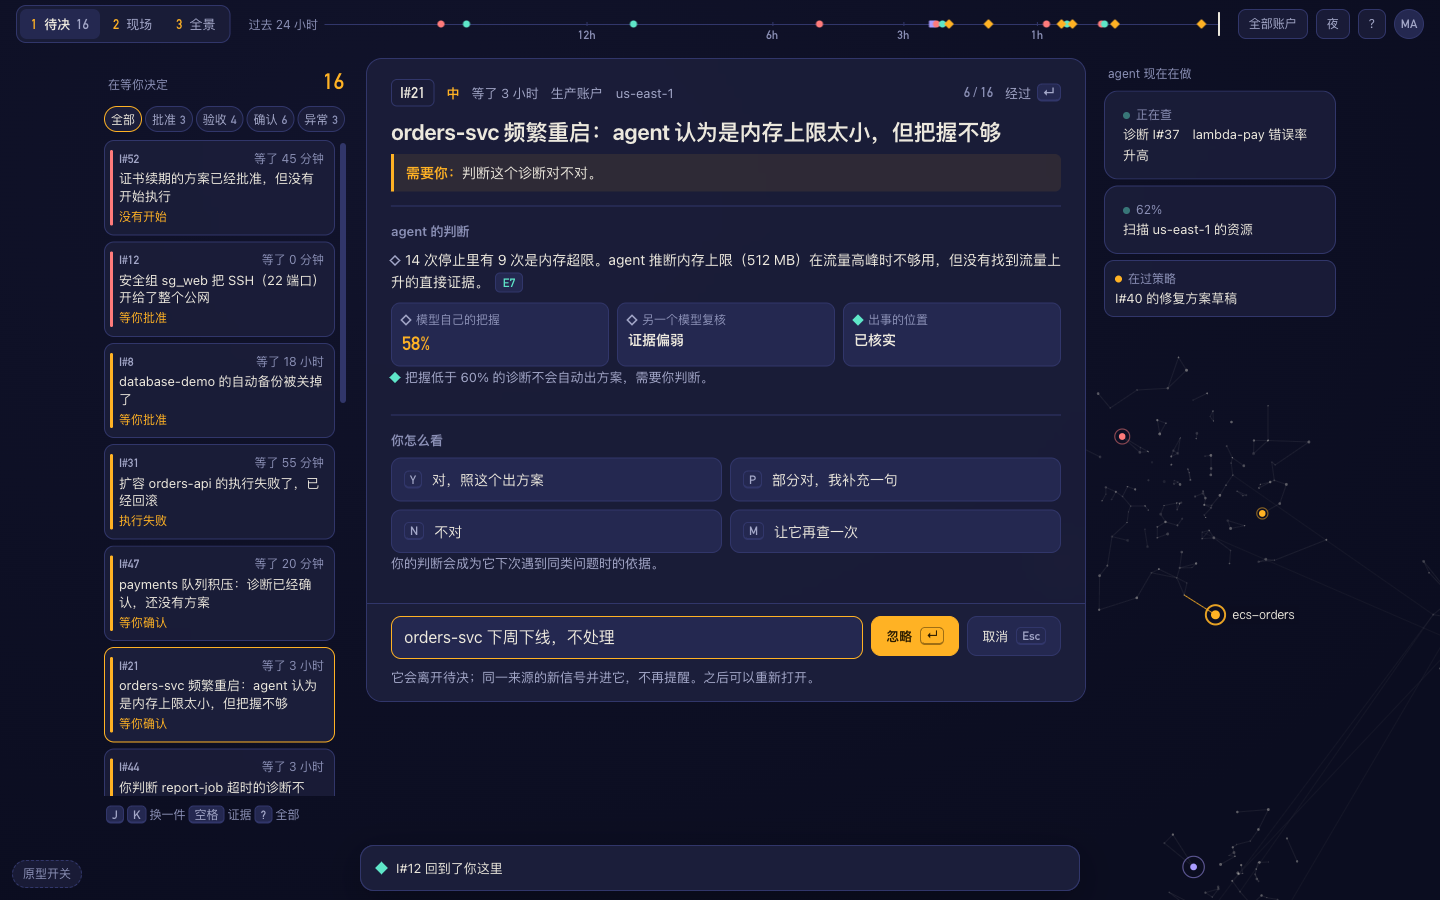 1 待决 16
2 现场
3 全景
过去 24 小时
12h
6h
3h
1h
全部账户
夜
?
MA
在等你决定
16
全部
批准 3
验收 4
确认 6
异常 3
I#52
等了 45 分钟
证书续期的方案已经批准，但没有
开始执行
没有开始
I#12
等了 0 分钟
安全组 sg_web 把 SSH（22 端口）
开给了整个公网
等你批准
I#8
等了 18 小时
database-demo 的自动备份被关掉
了
等你批准
I#31
等了 55 分钟
扩容 orders-api 的执行失败了，已
经回滚
执行失败
I#47
等了 20 分钟
payments 队列积压：诊断已经确
认，还没有方案
等你确认
I#21
等了 3 小时
orders-svc 频繁重启：agent 认为
是内存上限太小，但把握不够
等你确认
I#44
等了 3 小时
你判断 report-job 超时的诊断不
J K 换一件 空格 证据 ? 全部
原型开关
I#21
中
等了 3 小时
生产账户
us-east-1
6 / 16
经过 ↵
orders-svc 频繁重启：agent 认为是内存上限太小，但把握不够
需要你：判断这个诊断对不对。
agent 的判断
14 次停止里有 9 次是内存超限。agent 推断内存上限（512 MB）在流量高峰时不够用，但没有找到流量上
升的直接证据。 E7
模型自己的把握
58%
另一个模型复核
证据偏弱
出事的位置
已核实
把握低于 60% 的诊断不会自动出方案，需要你判断。
你怎么看
Y 对，照这个出方案
P 部分对，我补充一句
N 不对
M 让它再查一次
你的判断会成为它下次遇到同类问题时的依据。
orders-svc 下周下线，不处理
忽略 ↵
取消 Esc
它会离开待决；同一来源的新信号并进它，不再提醒。之后可以重新打开。
I#12 回到了你这里
agent 现在在做
正在查
诊断 I#37 lambda-pay 错误率
升高
62%
扫描 us-east-1 的资源
在过策略
I#40 的修复方案草稿
ecs-orders